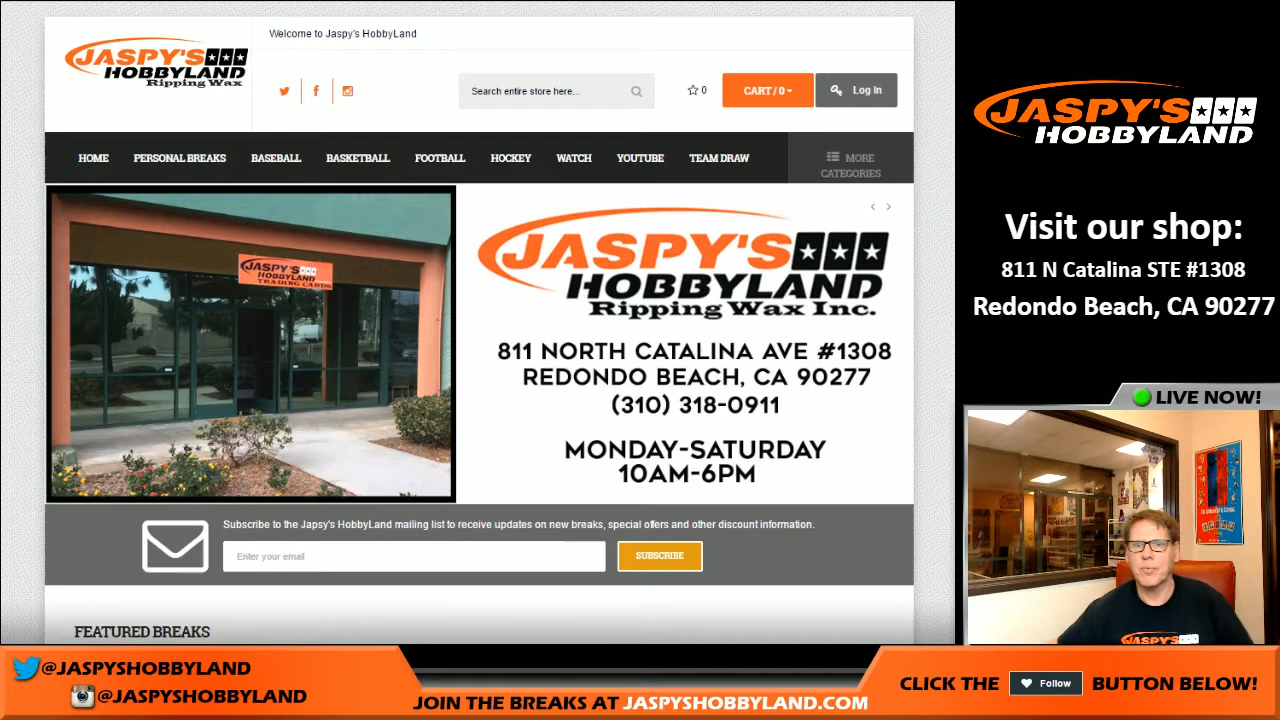 Welcome to Jaspy's HobbyLand
JASPY'S
HOBBYLAND
Ripping Wax
Search entire store here...
0
CART / 0
Log In
HOME
PERSONAL BREAKS
BASEBALL
BASKETBALL
FOOTBALL
HOCKEY
WATCH
YOUTUBE
TEAM DRAW
MORE
CATEGORIES
JASPY'S
HOBBYLAND
TRADING CARDS
JASPY'S
HOBBYLAND
Ripping Wax Inc.
811 NORTH CATALINA AVE #1308
REDONDO BEACH, CA 90277
(310) 318-0911
MONDAY-SATURDAY
10AM-6PM
Subscribe to the Japsy's HobbyLand mailing list to receive updates on new breaks, special offers and other discount information.
Enter your email
SUBSCRIBE
FEATURED BREAKS
JASPY'S
HOBBYLAND
Visit our shop:
811 N Catalina STE #1308
Redondo Beach, CA 90277
LIVE NOW!
JASPY'S
@JASPYSHOBBYLAND
@JASPYSHOBBYLAND
JOIN THE BREAKS AT JASPYSHOBBYLAND.COM
CLICK THE Follow BUTTON BELOW!